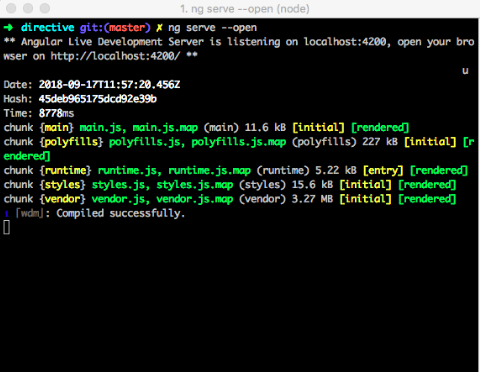 1. ng serve --open (node)
➜ directive git:(master) ✗ ng serve --open
** Angular Live Development Server is listening on localhost:4200, open your bro
wser on http://localhost:4200/ **
u
Date: 2018-09-17T11:57:20.456Z
Hash: 45deb965175dcd92e39b
Time: 8778ms
chunk {main} main.js, main.js.map (main) 11.6 kB [initial] [rendered]
chunk {polyfills} polyfills.js, polyfills.js.map (polyfills) 227 kB [initial] [r
endered]
chunk {runtime} runtime.js, runtime.js.map (runtime) 5.22 kB [entry] [rendered]
chunk {styles} styles.js, styles.js.map (styles) 15.6 kB [initial] [rendered]
chunk {vendor} vendor.js, vendor.js.map (vendor) 3.27 MB [initial] [rendered]
ℹ ｢wdm｣: Compiled successfully.